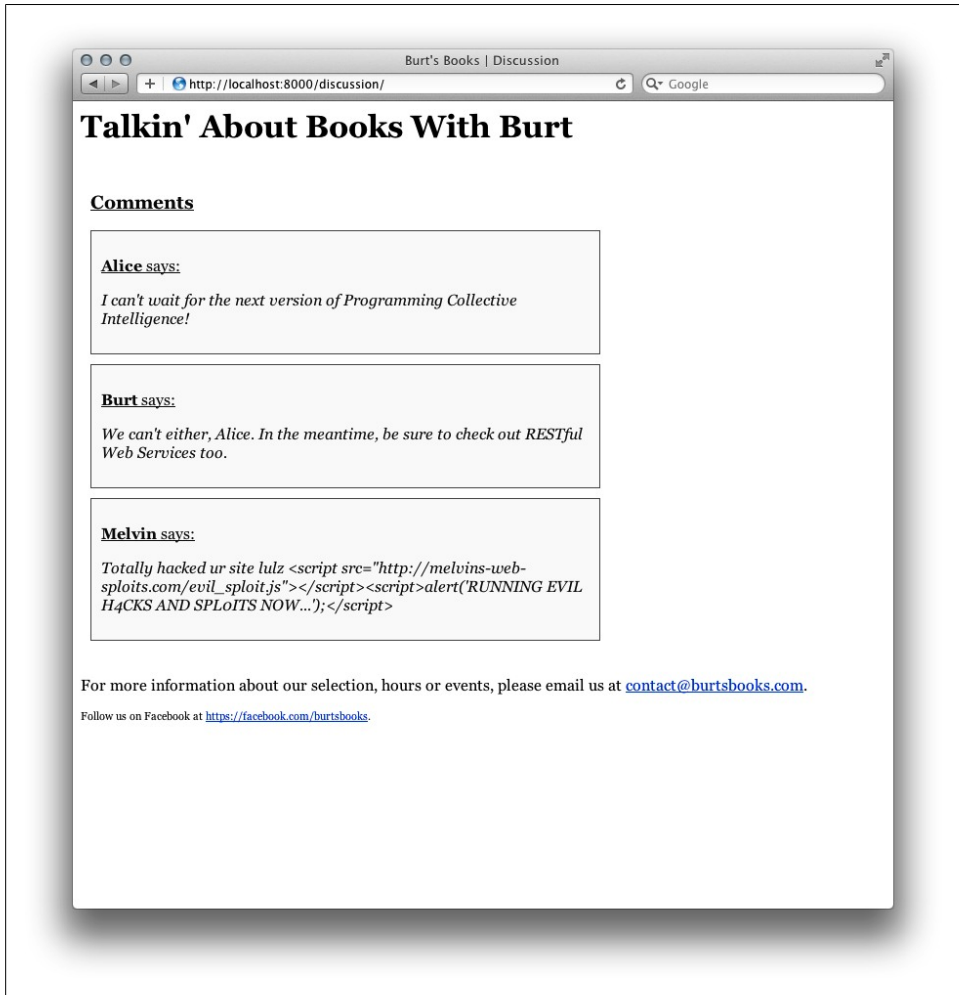 Burt's Books | Discussion
http://localhost:8000/discussion/
Google
Talkin' About Books With Burt
Comments
Alice says:
I can't wait for the next version of Programming Collective
Intelligence!
Burt says:
We can't either, Alice. In the meantime, be sure to check out RESTful
Web Services too.
Melvin says:
Totally hacked ur site lulz <script src="http://melvins-web-
sploits.com/evil_sploit.js"></script><script>alert('RUNNING EVIL
H4CKS AND SPL0ITS NOW...');</script>
For more information about our selection, hours or events, please email us at contact@burtsbooks.com.
Follow us on Facebook at https://facebook.com/burtsbooks.